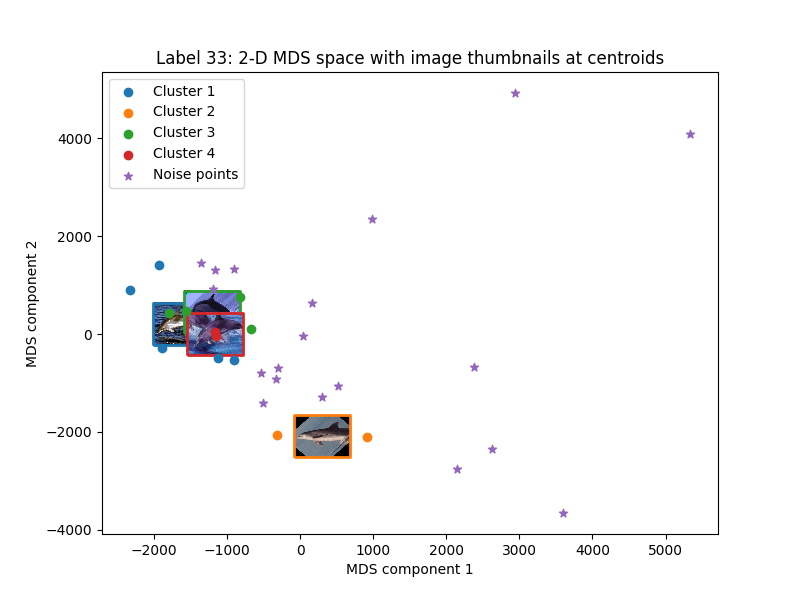 Label 33: 2-D MDS space with image thumbnails at centroids
Cluster 1
Cluster 2
Cluster 3
Cluster 4
Noise points
4000
2000
0
−2000
−4000
MDS component 2
−2000 −1000 0 1000 2000 3000 4000 5000
MDS component 1